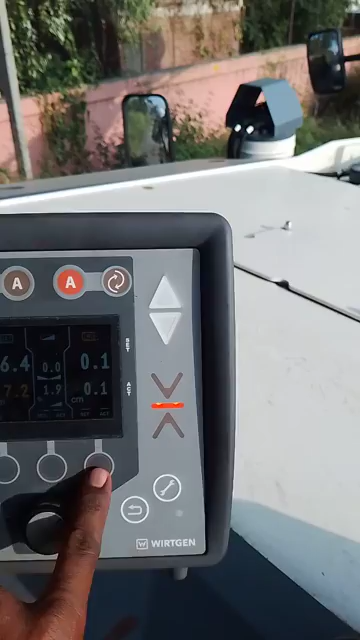 A A
6.4 0.0 0.1
SET
7.2 1.9 0.1
ACT
cm
WIRTGEN